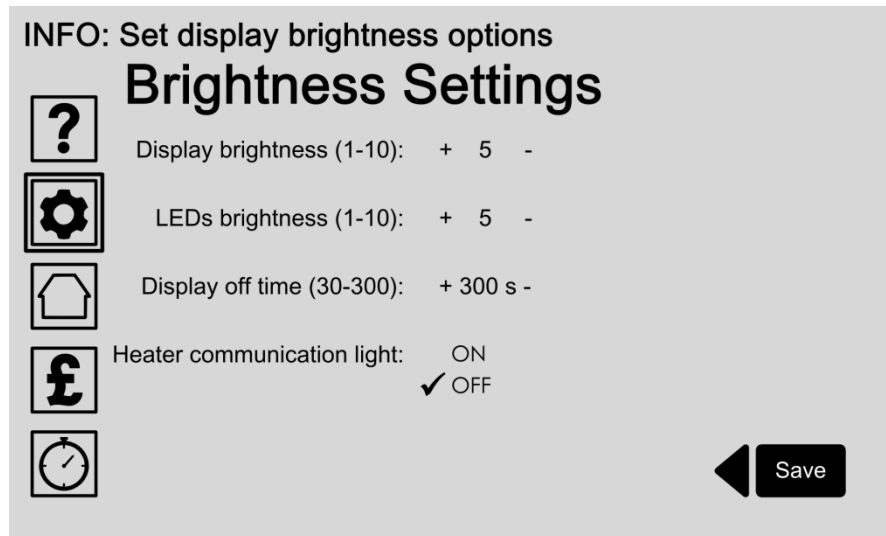 INFO: Set display brightness options
Brightness Settings
?
Display brightness (1-10): + 5 -
LEDs brightness (1-10): + 5 -
Display off time (30-300): + 300 s -
Heater communication light: ON
£ ✓ OFF
Save